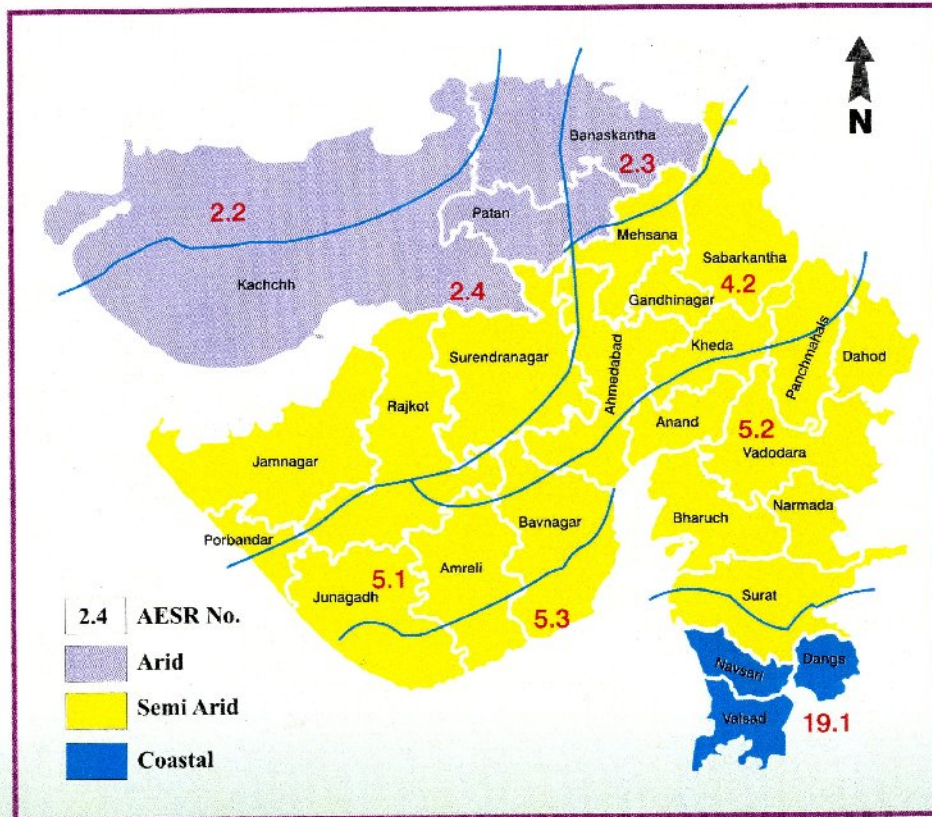 N
Banaskantha
2.3
2.2
Patan
Mehsana
Sabarkantha
4.2
Kachchh
2.4
Gandhinagar
Surendranagar
Ahmedabad
Kheda
Panchmahals
Dahod
Rajkot
Anand
5.2
Vadodara
Jamnagar
Bavnagar
Bharuch
Narmada
Porbandar
Amreli
5.1
Junagadh
5.3
Surat
Navsari
Dangs
Valsad
19.1
2.4 AESR No.
Arid
Semi Arid
Coastal